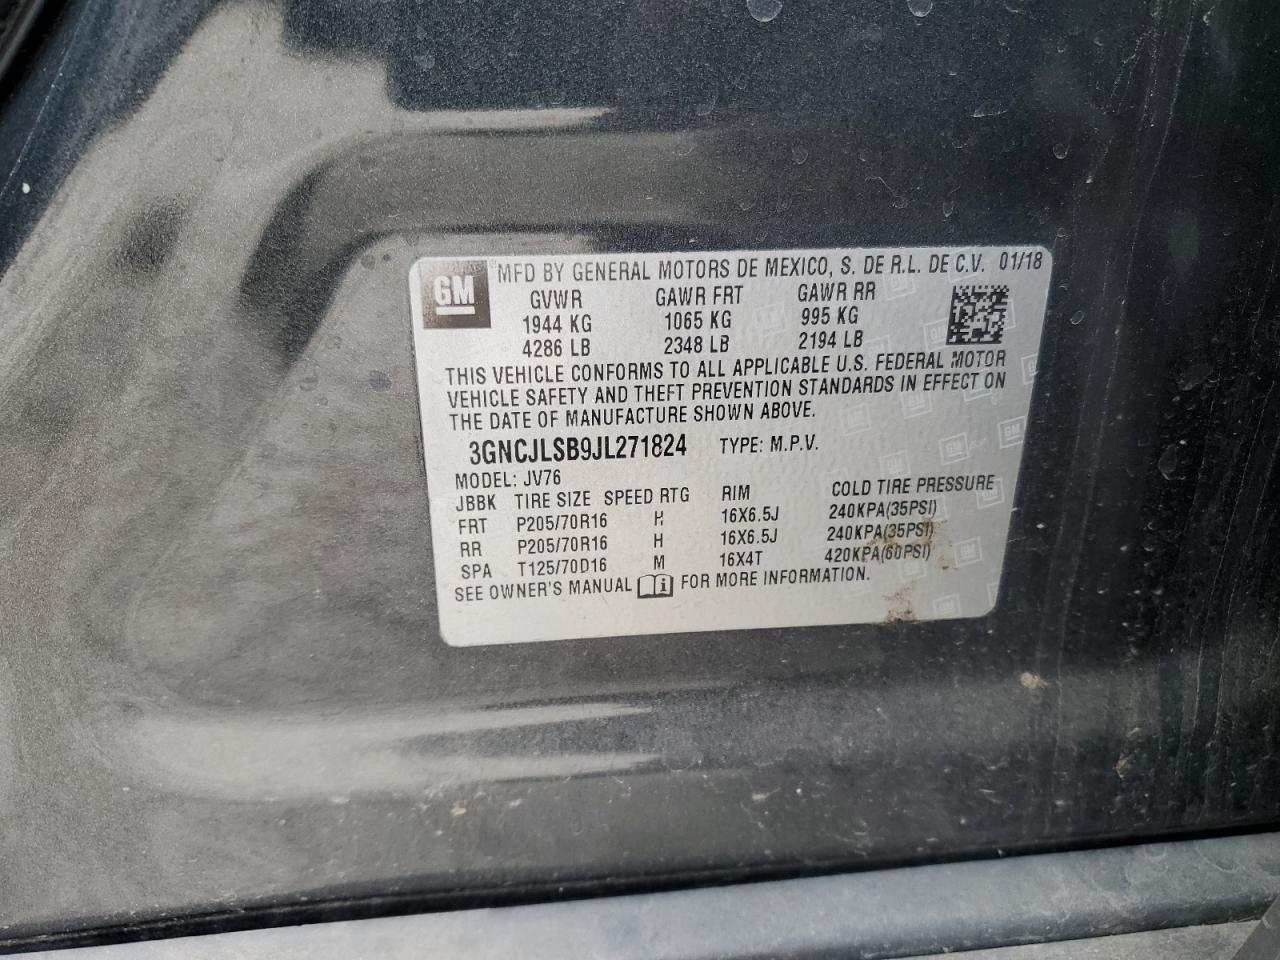 GM MFD BY GENERAL MOTORS DE MEXICO, S. DE R.L. DE C.V. 01/18
GVWR GAWR FRT GAWR RR
1944 KG 1065 KG 995 KG
4286 LB 2348 LB 2194 LB
THIS VEHICLE CONFORMS TO ALL APPLICABLE U.S. FEDERAL MOTOR
VEHICLE SAFETY AND THEFT PREVENTION STANDARDS IN EFFECT ON
THE DATE OF MANUFACTURE SHOWN ABOVE.
3GNCJLSB9JL271824 TYPE: M.P.V.
MODEL: JV76
JBBK TIRE SIZE SPEED RTG RIM COLD TIRE PRESSURE
FRT P205/70R16 H 16X6.5J 240KPA(35PSI)
RR P205/70R16 H 16X6.5J 240KPA(35PSI)
SPA T125/70D16 M 16X4T 420KPA(60PSI)
SEE OWNER'S MANUAL i FOR MORE INFORMATION.